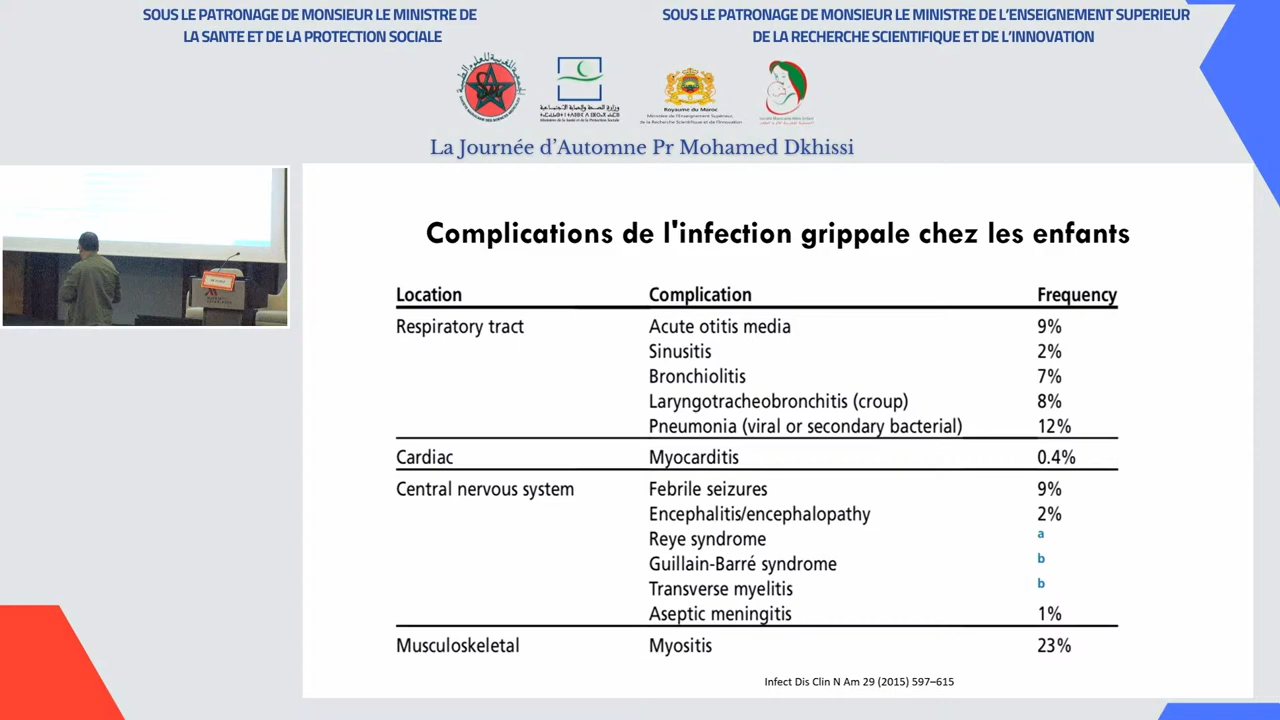 SOUS LE PATRONAGE DE MONSIEUR LE MINISTRE DE
LA SANTE ET DE LA PROTECTION SOCIALE
SOUS LE PATRONAGE DE MONSIEUR LE MINISTRE DE L'ENSEIGNEMENT SUPERIEUR
DE LA RECHERCHE SCIENTIFIQUE ET DE L'INNOVATION
Royaume du Maroc
La Journée d'Automne Pr Mohamed Dkhissi
Complications de l'infection grippale chez les enfants
Location Complication Frequency
Respiratory tract Acute otitis media 9%
Sinusitis 2%
Bronchiolitis 7%
Laryngotracheobronchitis (croup) 8%
Pneumonia (viral or secondary bacterial) 12%
Cardiac Myocarditis 0.4%
Central nervous system Febrile seizures 9%
Encephalitis/encephalopathy 2%
Reye syndrome a
Guillain-Barré syndrome b
Transverse myelitis b
Aseptic meningitis 1%
Musculoskeletal Myositis 23%
Infect Dis Clin N Am 29 (2015) 597–615